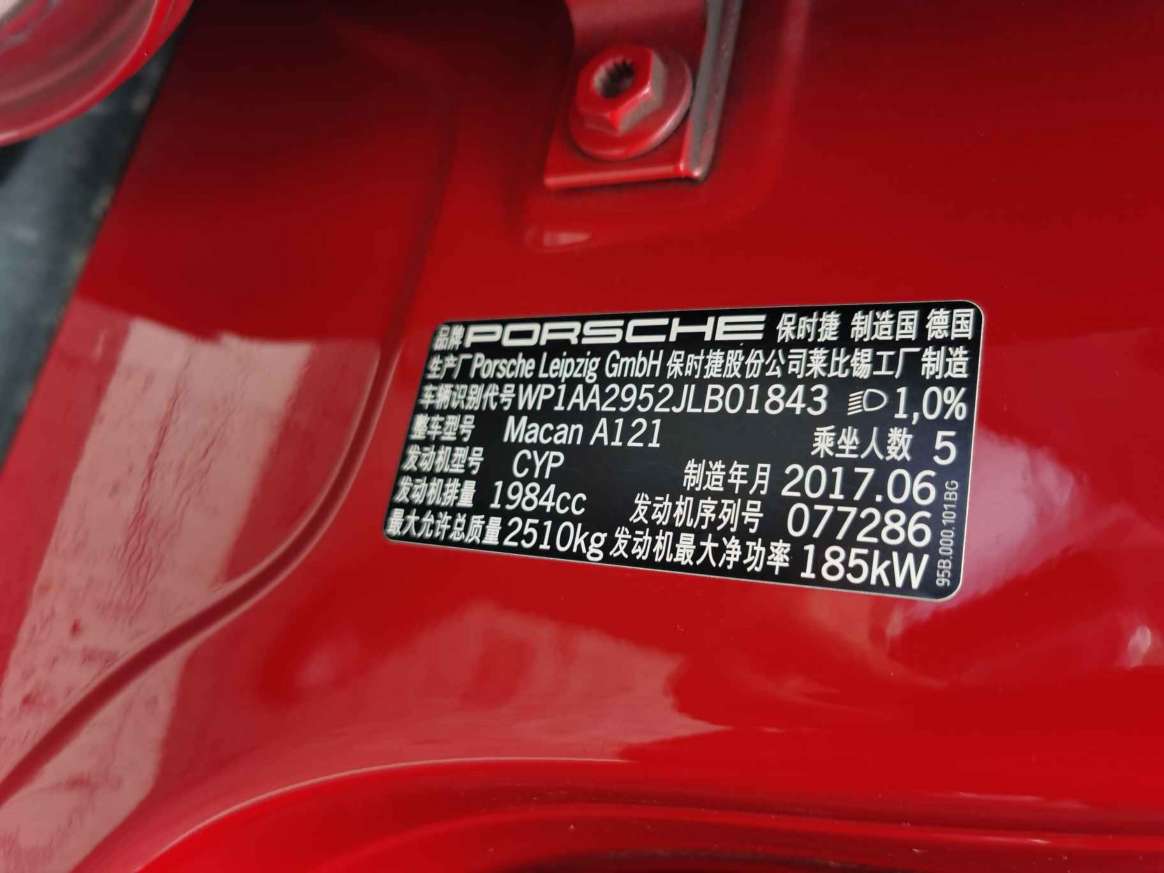 品牌 PORSCHE 保时捷 制造国 德国
生产厂 Porsche Leipzig GmbH 保时捷股份公司莱比锡工厂制造
车辆识别代号 WP1AA2952JLB01843 1,0%
整车型号 Macan A121 乘坐人数 5
发动机型号 CYP 制造年月 2017.06
发动机排量 1984cc 发动机序列号 077286
最大允许总质量 2510kg 发动机最大净功率 185kW
95B.000.101.BG